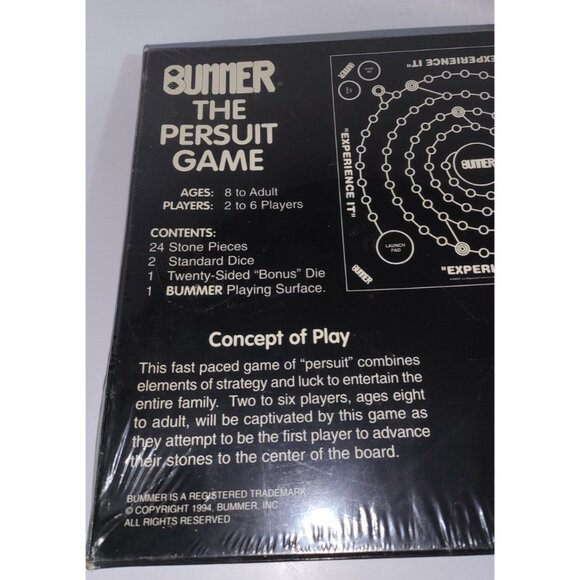 BUMMER®
THE
PERSUIT
GAME
AGES: 8 to Adult
PLAYERS: 2 to 6 Players
CONTENTS:
24 Stone Pieces
2 Standard Dice
1 Twenty-Sided "Bonus" Die
1 BUMMER Playing Surface.
Concept of Play
This fast paced game of "persuit" combines
elements of strategy and luck to entertain the
entire family. Two to six players, ages eight
to adult, will be captivated by this game as
they attempt to be the first player to advance
their stones to the center of the board.
BUMMER IS A REGISTERED TRADEMARK
© COPYRIGHT 1994, BUMMER, INC
ALL RIGHTS RESERVED
"EXPERIENCE IT"
BUMMER
"EXPERIENCE IT"
BUMMER
LAUNCH
PAD
BUMMER
"EXPERI